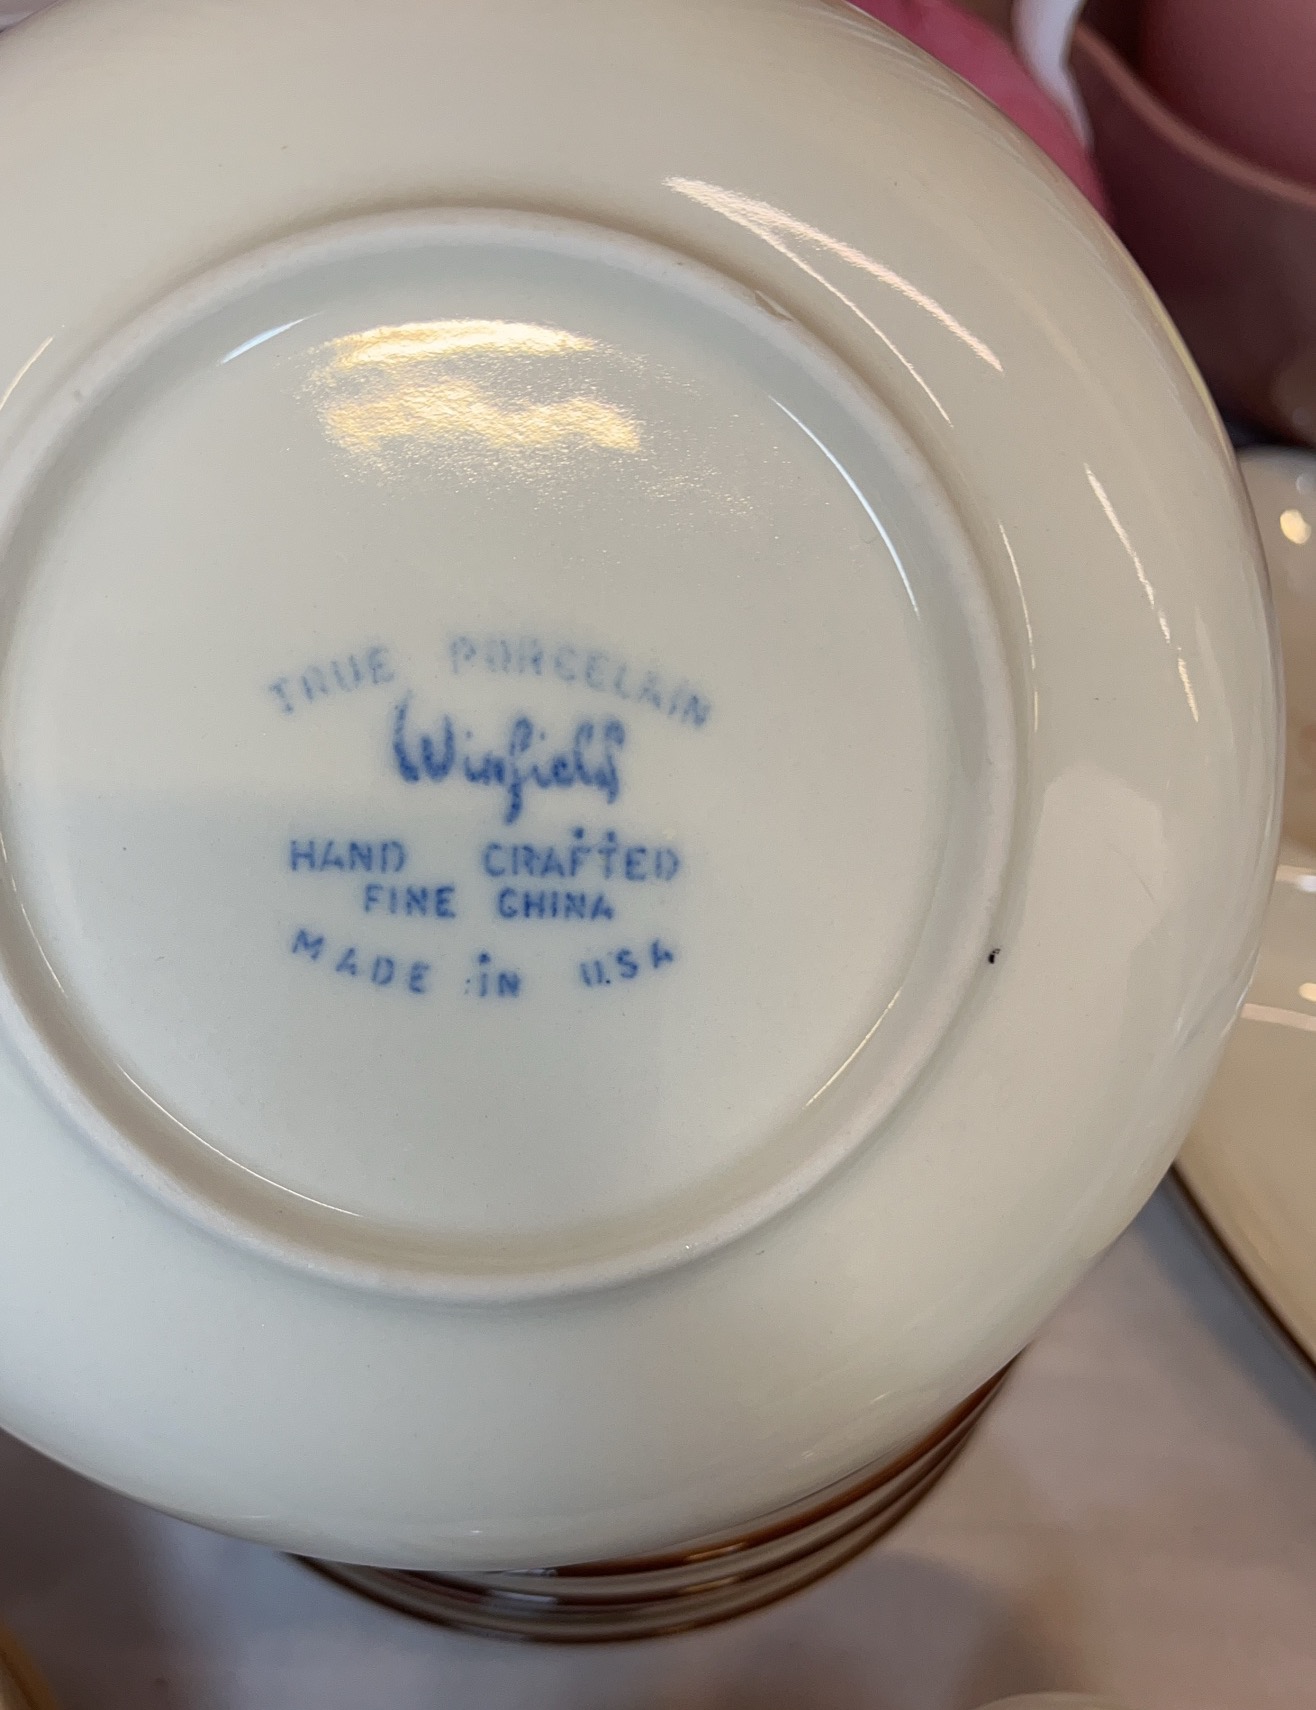 TRUE PORCELAIN
Winfield
HAND CRAFTED
FINE CHINA
MADE iN U.S.A